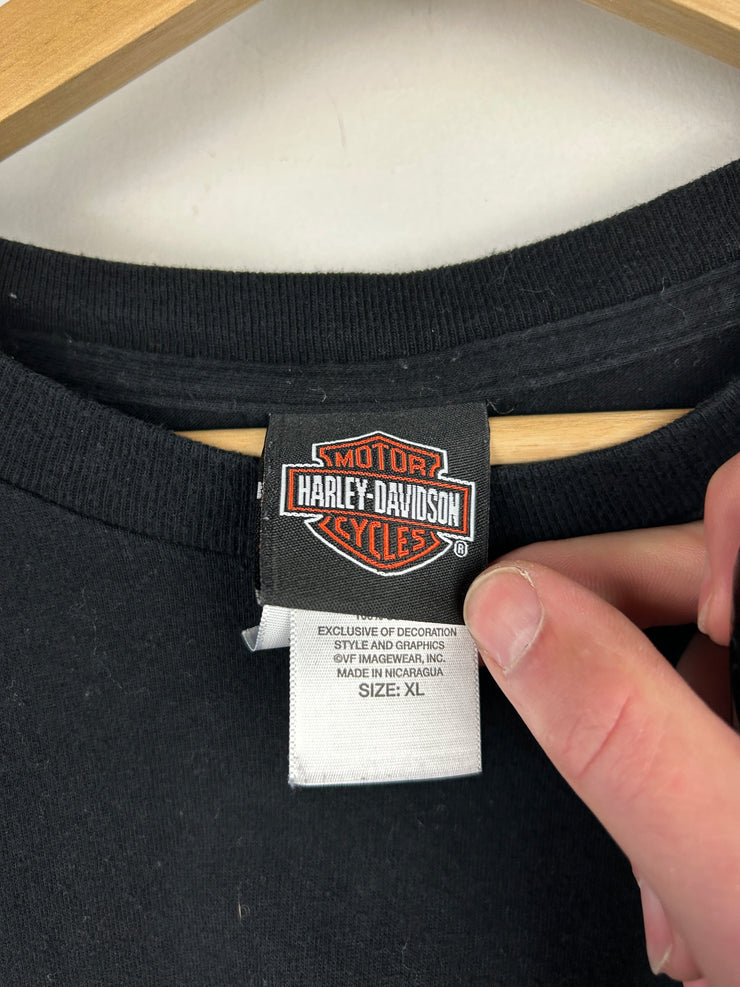 MOTOR
HARLEY-DAVIDSON
CYCLES
®
EXCLUSIVE OF DECORATION
STYLE AND GRAPHICS
©VF IMAGEWEAR, INC.
MADE IN NICARAGUA
SIZE: XL